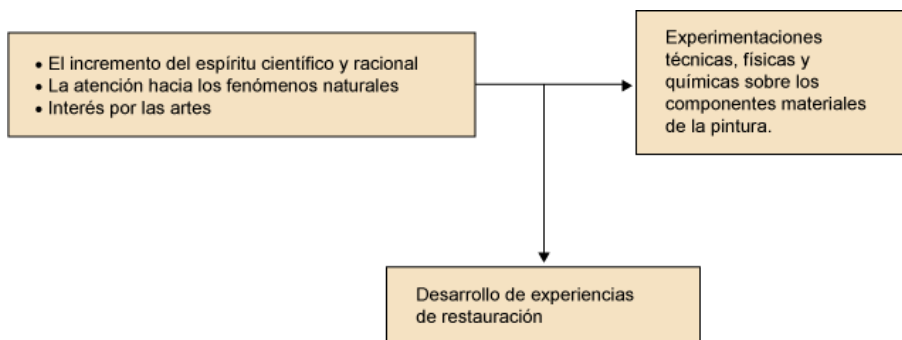 • El incremento del espíritu científico y racional
• La atención hacia los fenómenos naturales
• Interés por las artes
Experimentaciones
técnicas, físicas y
químicas sobre los
componentes materiales
de la pintura.
Desarrollo de experiencias
de restauración